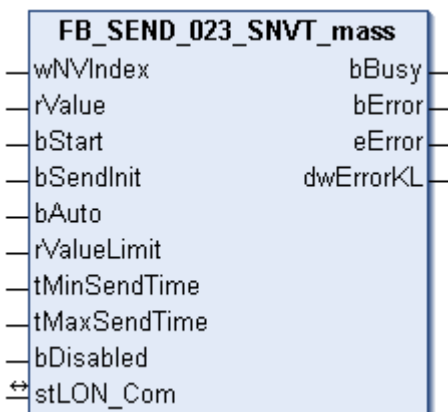 FB_SEND_023_SNVT_mass
wNVIndex bBusy
rValue bError
bStart eError
bSendInit dwErrorKL
bAuto
rValueLimit
tMinSendTime
tMaxSendTime
bDisabled
stLON_Com